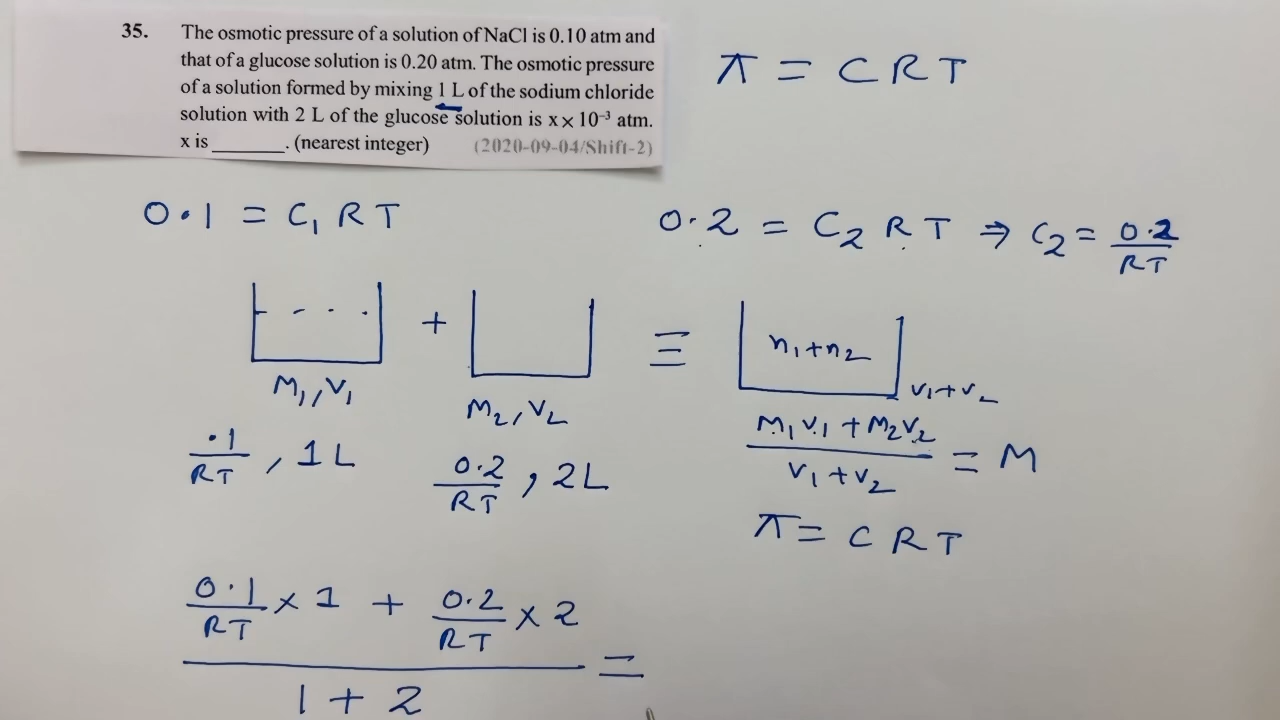 35. The osmotic pressure of a solution of NaCl is 0.10 atm and
that of a glucose solution is 0.20 atm. The osmotic pressure
of a solution formed by mixing 1 L of the sodium chloride
solution with 2 L of the glucose solution is x × 10⁻³ atm.
x is ______. (nearest integer) (2020-09-04/Shift-2)
π = CRT
0.1 = C₁ R T
0.2 = C₂ R T ⇒ C₂ = 0.2/RT
+ ≡ n₁+n₂
V₁+V₂
M₁, V₁
M₂, V₂
(M₁V₁ + M₂V₂)/(V₁+V₂) = M
.1/RT, 1L
0.2/RT, 2L
π = CRT
(0.1/RT × 1 + 0.2/RT × 2)/(1 + 2) =